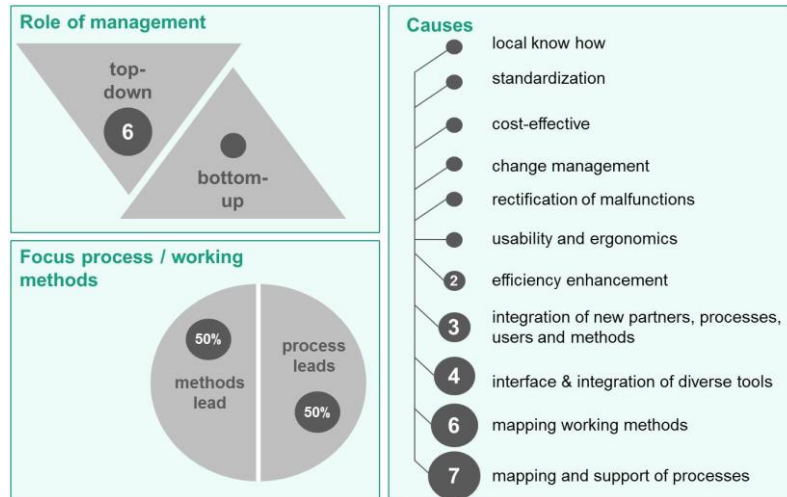 Role of management
top-
down
6
bottom-
up
Focus process / working
methods
50%
methods
lead
process
leads
50%
Causes
local know how
standardization
cost-effective
change management
rectification of malfunctions
usability and ergonomics
2 efficiency enhancement
3 integration of new partners, processes,
users and methods
4 interface & integration of diverse tools
6 mapping working methods
7 mapping and support of processes